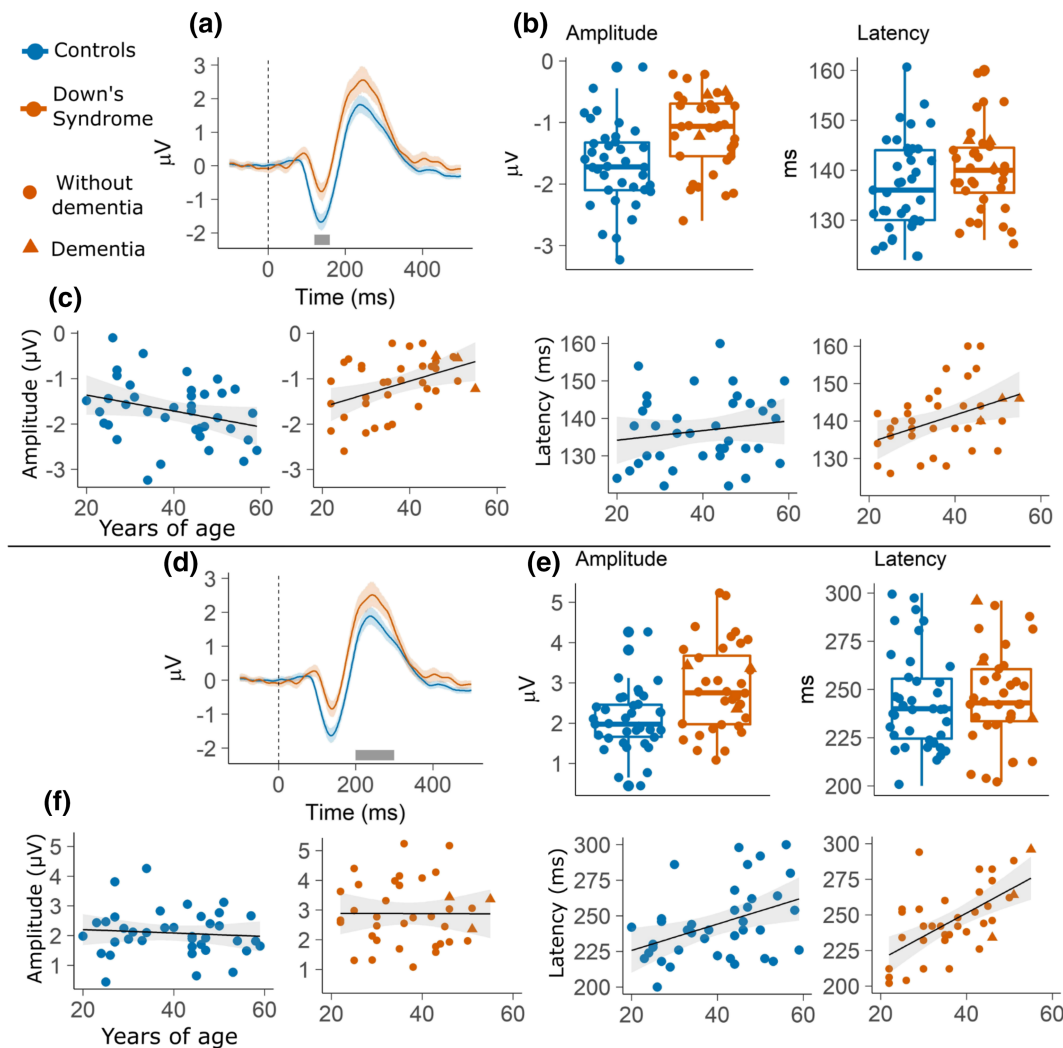 Controls
Down's
Syndrome
Without
dementia
Dementia
(a)
3
2
1
0
-1
-2
µV
0 200 400
Time (ms)
(b)
Amplitude
0
-1
-2
-3
µV
Latency
160
150
140
130
ms
(c)
Amplitude (µV)
0
-1
-2
-3
20 40 60
Years of age
0
-1
-2
-3
20 40 60
Latency (ms)
160
150
140
130
20 40 60
160
150
140
130
20 40 60
(d)
3
2
1
0
-1
-2
µV
0 200 400
Time (ms)
(e)
Amplitude
5
4
3
2
1
µV
Latency
300
275
250
225
200
ms
(f)
Amplitude (µV)
5
4
3
2
1
20 40 60
Years of age
5
4
3
2
1
20 40 60
Latency (ms)
300
275
250
225
200
20 40 60
300
275
250
225
200
20 40 60